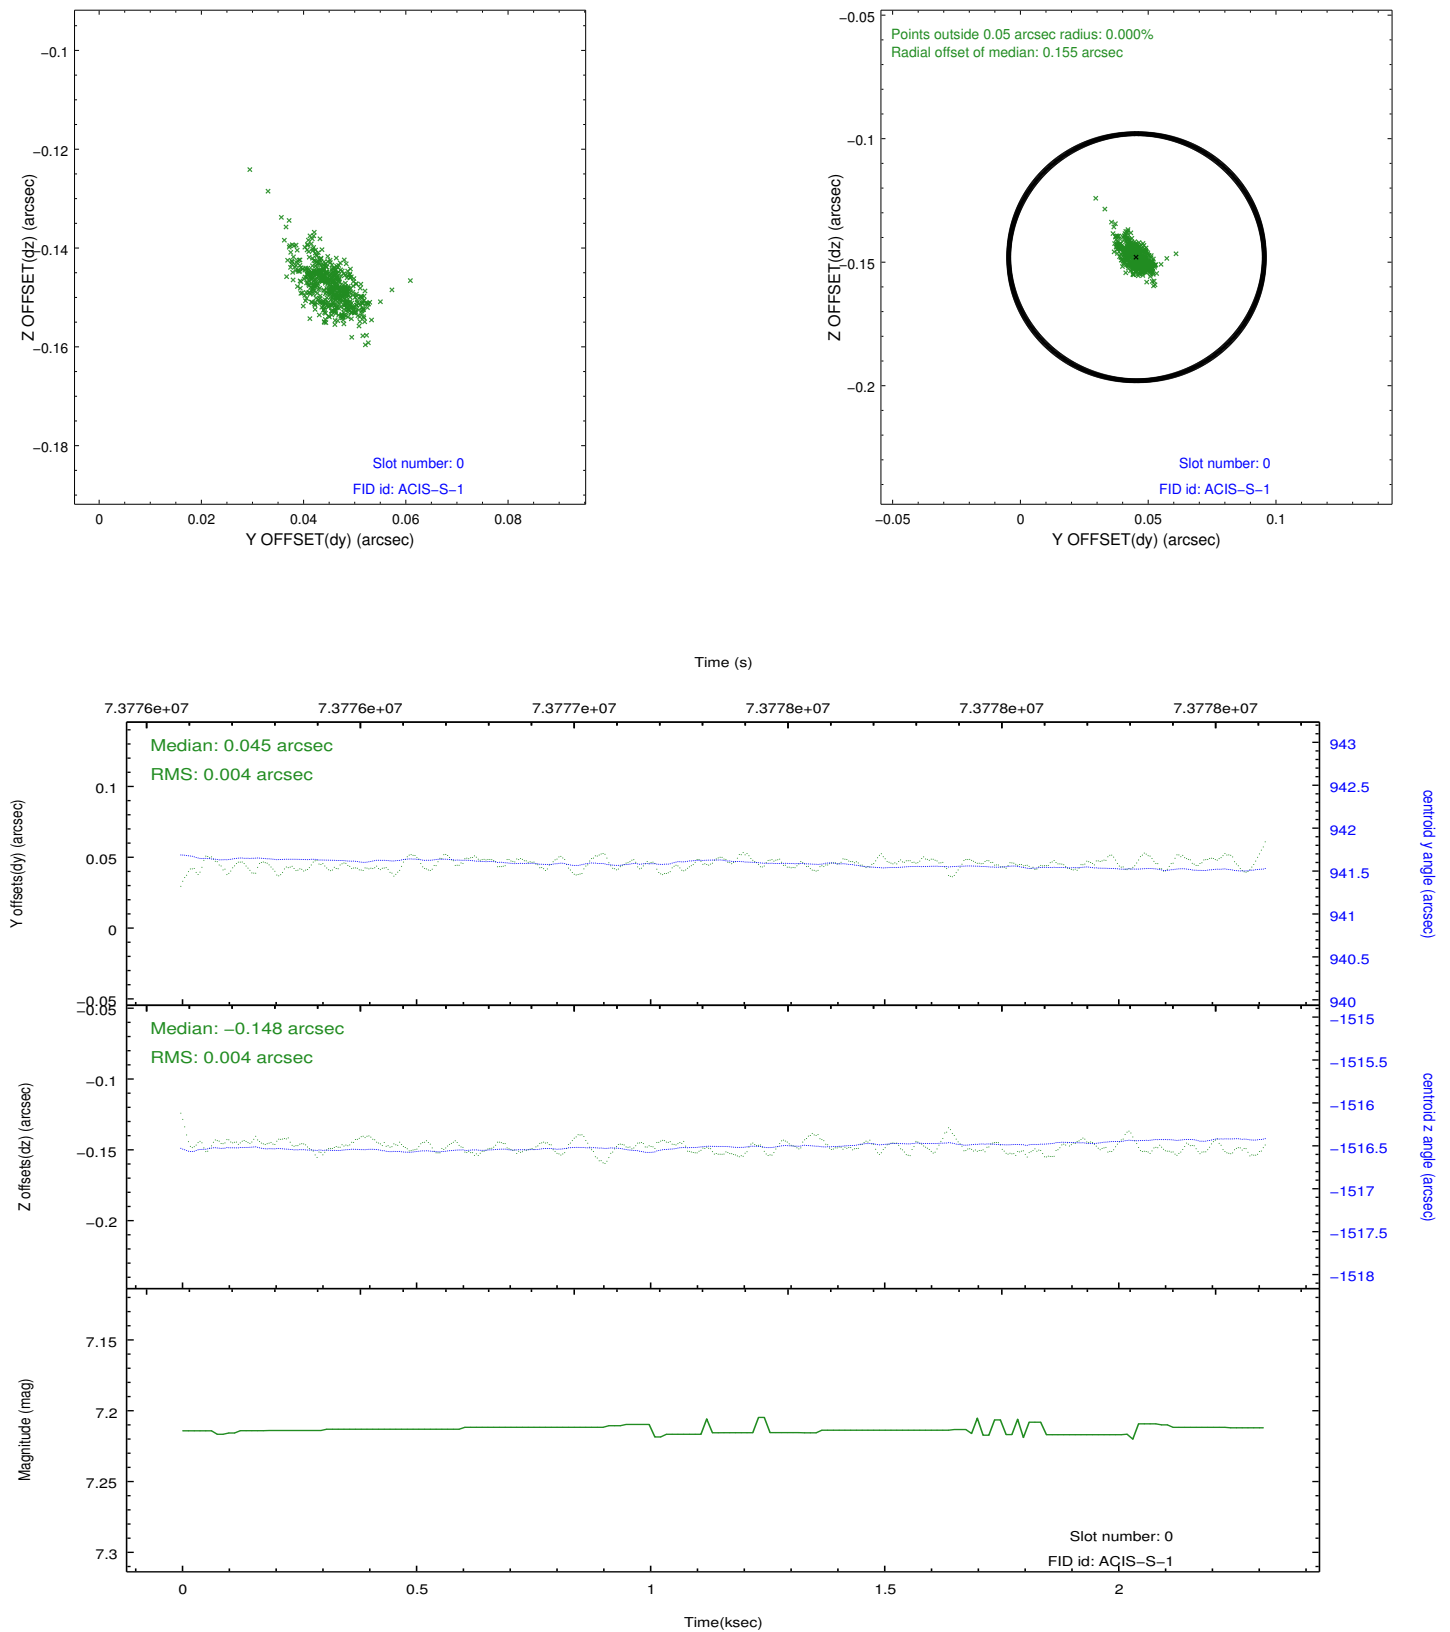 −0.1
−0.12
−0.14
−0.16
−0.18
Z OFFSET(dz) (arcsec)
Slot number: 0
FID id: ACIS−S−1
0
0.02
0.04
0.06
0.08
Y OFFSET(dy) (arcsec)
Points outside 0.05 arcsec radius: 0.000%
Radial offset of median: 0.155 arcsec
−0.05
−0.1
−0.15
−0.2
Z OFFSET(dz) (arcsec)
Slot number: 0
FID id: ACIS−S−1
−0.05
0
0.05
0.1
Y OFFSET(dy) (arcsec)
Time (s)
7.3776e+07
7.3776e+07
7.3777e+07
7.3778e+07
7.3778e+07
7.3778e+07
Median: 0.045 arcsec
RMS: 0.004 arcsec
0.1
0.05
0
−0.05
Y offsets(dy) (arcsec)
943
942.5
942
941.5
941
940.5
940
centroid y angle (arcsec)
Median: −0.148 arcsec
RMS: 0.004 arcsec
−0.05
−0.1
−0.15
−0.2
Z offsets(dz) (arcsec)
−1515
−1515.5
−1516
−1516.5
−1517
−1517.5
−1518
centroid z angle (arcsec)
7.15
7.2
7.25
7.3
Magnitude (mag)
Slot number: 0
FID id: ACIS−S−1
0
0.5
1
1.5
2
Time(ksec)